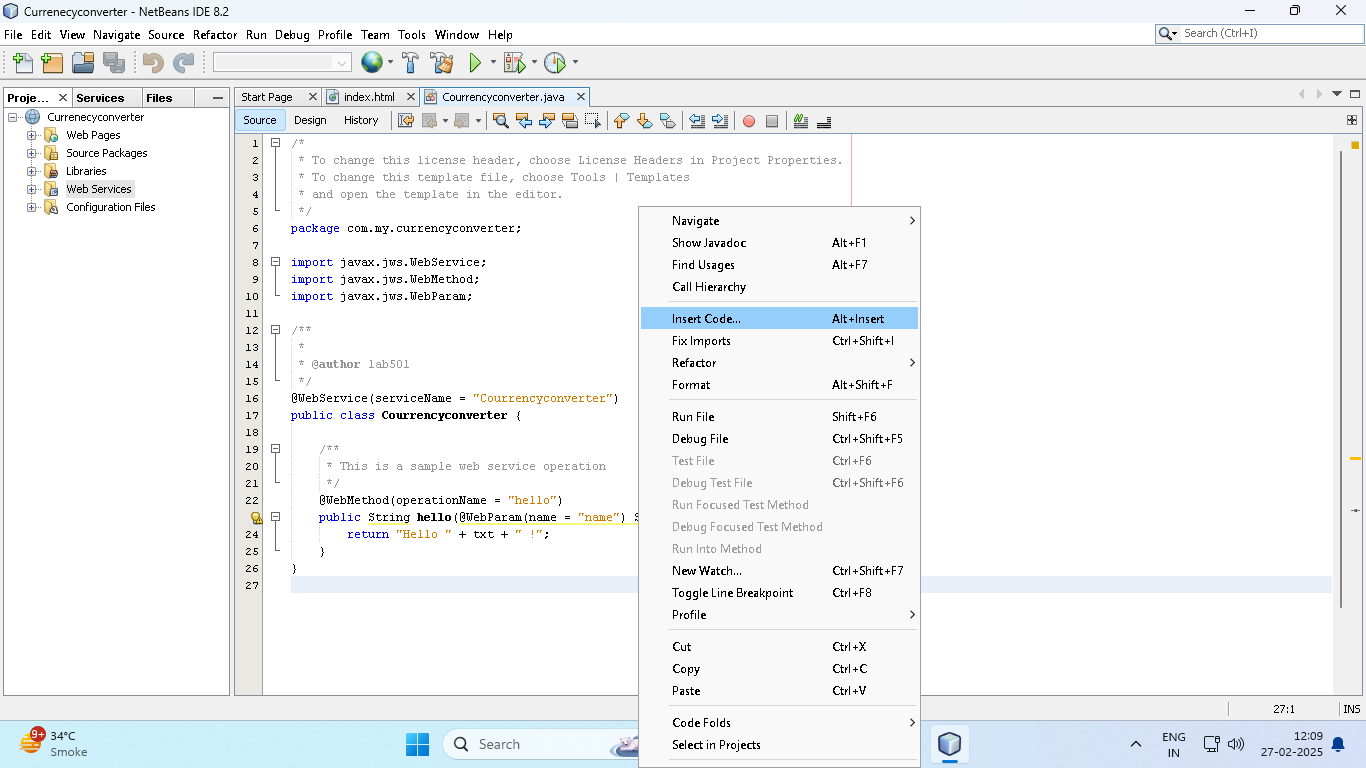 Currenecyconverter - NetBeans IDE 8.2
File Edit View Navigate Source Refactor Run Debug Profile Team Tools Window Help
Search (Ctrl+I)
Proje... Services Files
Start Page index.html Courrencyconverter.java
Currenecyconverter
Web Pages
Source Packages
Libraries
Web Services
Configuration Files
Source Design History
1 /*
2 * To change this license header, choose License Headers in Project Properties.
3 * To change this template file, choose Tools | Templates
4 * and open the template in the editor.
5 */
6 package com.my.currencyconverter;
7
8 import javax.jws.WebService;
9 import javax.jws.WebMethod;
10 import javax.jws.WebParam;
11
12 /**
13 *
14 * @author lab501
15 */
16 @WebService(serviceName = "Courrencyconverter")
17 public class Courrencyconverter {
18
19 /**
20 * This is a sample web service operation
21 */
22 @WebMethod(operationName = "hello")
public String hello(@WebParam(name = "name") S
24 return "Hello " + txt + " !";
25 }
26 }
27
Navigate
Show Javadoc Alt+F1
Find Usages Alt+F7
Call Hierarchy
Insert Code... Alt+Insert
Fix Imports Ctrl+Shift+I
Refactor
Format Alt+Shift+F
Run File Shift+F6
Debug File Ctrl+Shift+F5
Test File Ctrl+F6
Debug Test File Ctrl+Shift+F6
Run Focused Test Method
Debug Focused Test Method
Run Into Method
New Watch... Ctrl+Shift+F7
Toggle Line Breakpoint Ctrl+F8
Profile
Cut Ctrl+X
Copy Ctrl+C
Paste Ctrl+V
Code Folds
Select in Projects
27:1 INS
9+
34°C
Smoke
Search
ENG
IN
12:09
27-02-2025